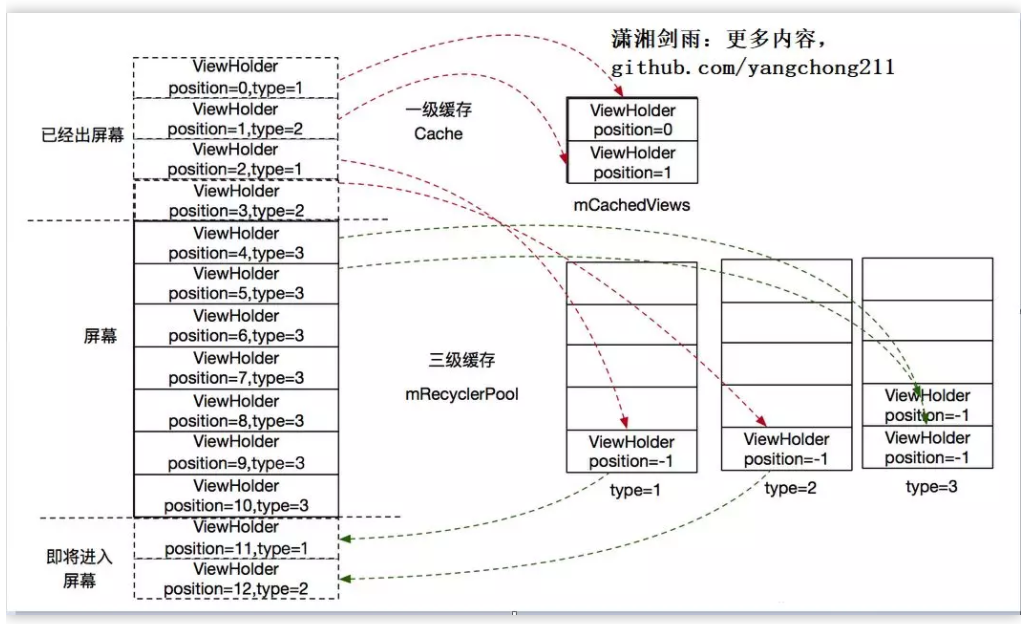 潇湘剑雨：更多内容，
github.com/yangchong211
已经出屏幕
ViewHolder
position=0,type=1
ViewHolder
position=1,type=2
ViewHolder
position=2,type=1
ViewHolder
position=3,type=2
一级缓存
Cache
ViewHolder
position=0
ViewHolder
position=1
mCachedViews
屏幕
ViewHolder
position=4,type=3
ViewHolder
position=5,type=3
ViewHolder
position=6,type=3
ViewHolder
position=7,type=3
ViewHolder
position=8,type=3
ViewHolder
position=9,type=3
ViewHolder
position=10,type=3
三级缓存
mRecyclerPool
ViewHolder
position=-1
type=1
ViewHolder
position=-1
type=2
ViewHolder
position=-1
ViewHolder
position=-1
type=3
即将进入
屏幕
ViewHolder
position=11,type=1
ViewHolder
position=12,type=2